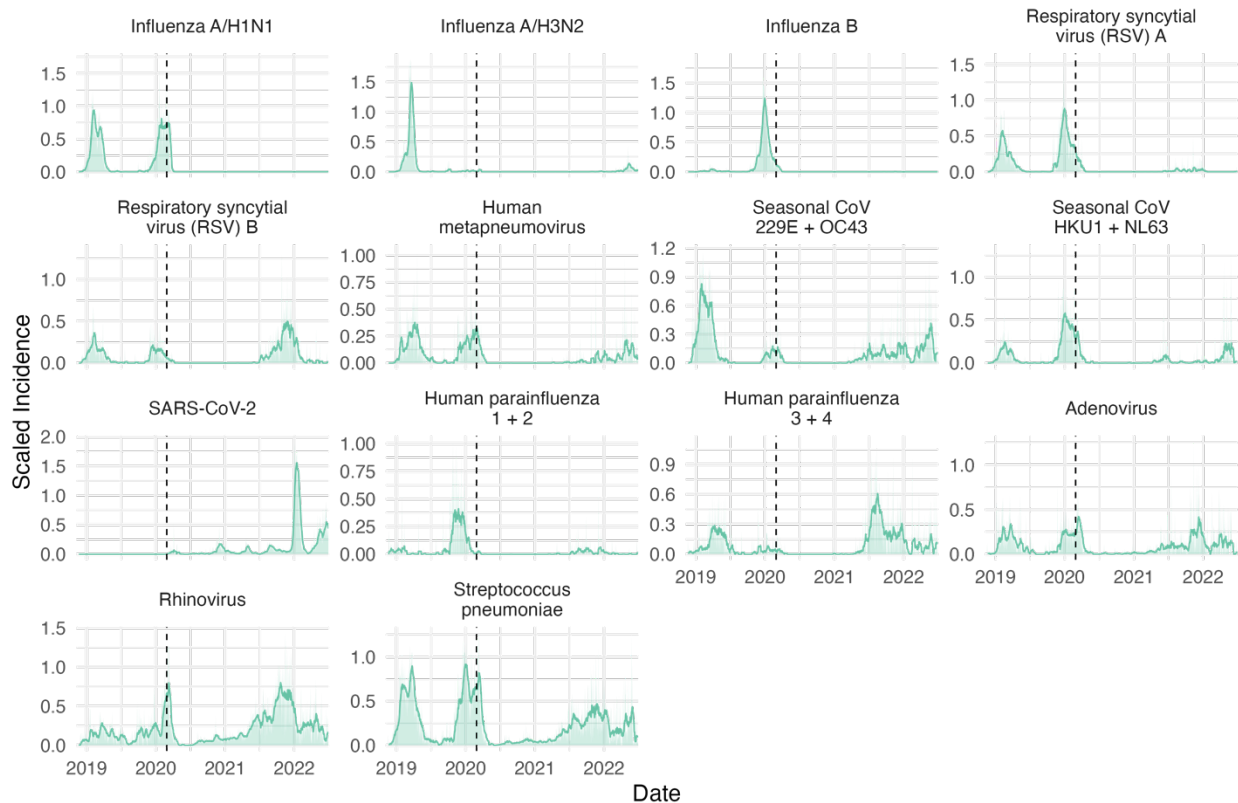 Influenza A/H1N1
Influenza A/H3N2
Influenza B
Respiratory syncytial
virus (RSV) A
1.5
1.0
0.5
0.0
1.5
1.0
0.5
0.0
1.5
1.0
0.5
0.0
1.5
1.0
0.5
0.0
Respiratory syncytial
virus (RSV) B
Human
metapneumovirus
Seasonal CoV
229E + OC43
Seasonal CoV
HKU1 + NL63
1.0
0.5
0.0
1.00
0.75
0.50
0.25
0.00
1.2
0.9
0.6
0.3
0.0
1.0
0.5
0.0
Scaled Incidence
SARS-CoV-2
Human parainfluenza
1 + 2
Human parainfluenza
3 + 4
Adenovirus
2.0
1.5
1.0
0.5
0.0
1.00
0.75
0.50
0.25
0.00
0.9
0.6
0.3
0.0
1.0
0.5
0.0
2019 2020 2021 2022
2019 2020 2021 2022
Rhinovirus
Streptococcus
pneumoniae
1.5
1.0
0.5
0.0
1.0
0.5
0.0
2019 2020 2021 2022
2019 2020 2021 2022
Date